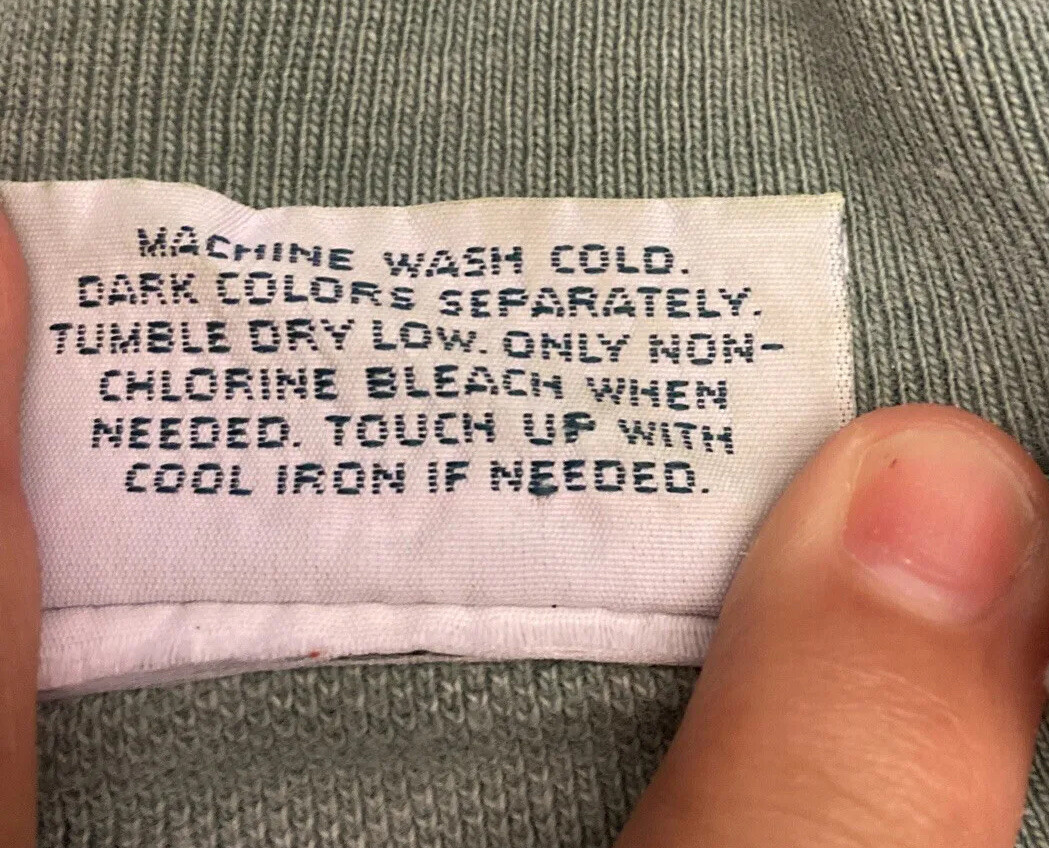 MACHINE WASH COLD.
DARK COLORS SEPARATELY.
TUMBLE DRY LOW. ONLY NON-
CHLORINE BLEACH WHEN
NEEDED. TOUCH UP WITH
COOL IRON IF NEEDED.